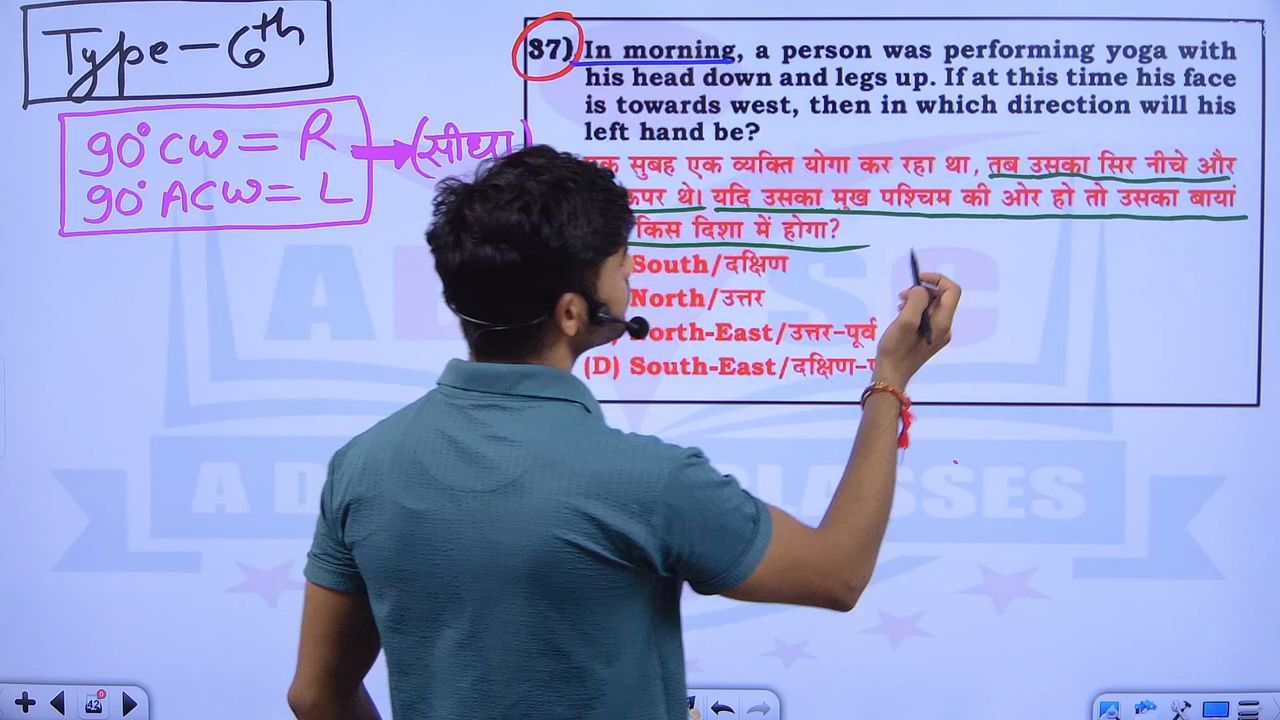 Type-6th
90° CW = R
90° ACW = L
(सीधा)
37) In morning, a person was performing yoga with
his head down and legs up. If at this time his face
is towards west, then in which direction will his
left hand be?
सुबह एक व्यक्ति योगा कर रहा था, तब उसका सिर नीचे और
थे। यदि उसका मुख पश्चिम की ओर हो तो उसका बायां
किस दिशा में होगा?
South/दक्षिण
North/उत्तर
North-East/उत्तर-पूर्व
(D) South-East/दक्षिण-
CLASSES
42
0